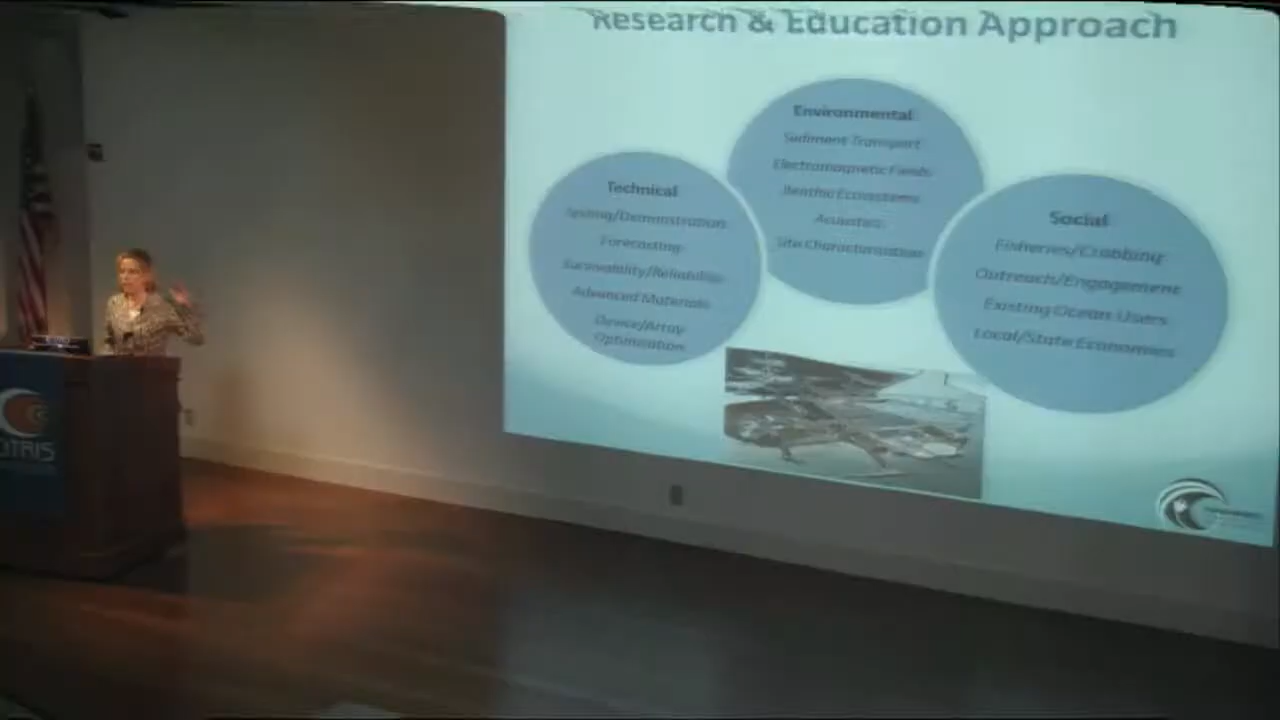 Research & Education Approach
Technical
Testing/Demonstration
Forecasting
Survivability/Reliability
Advanced Materials
Device/Array
Optimization
Environmental
Sediment Transport
Electromagnetic Fields
Benthic Ecosystems
Acoustics
Site Characterization
Social
Fisheries/Crabbing
Outreach/Engagement
Existing Ocean Users
Local/State Economies
CITRIS